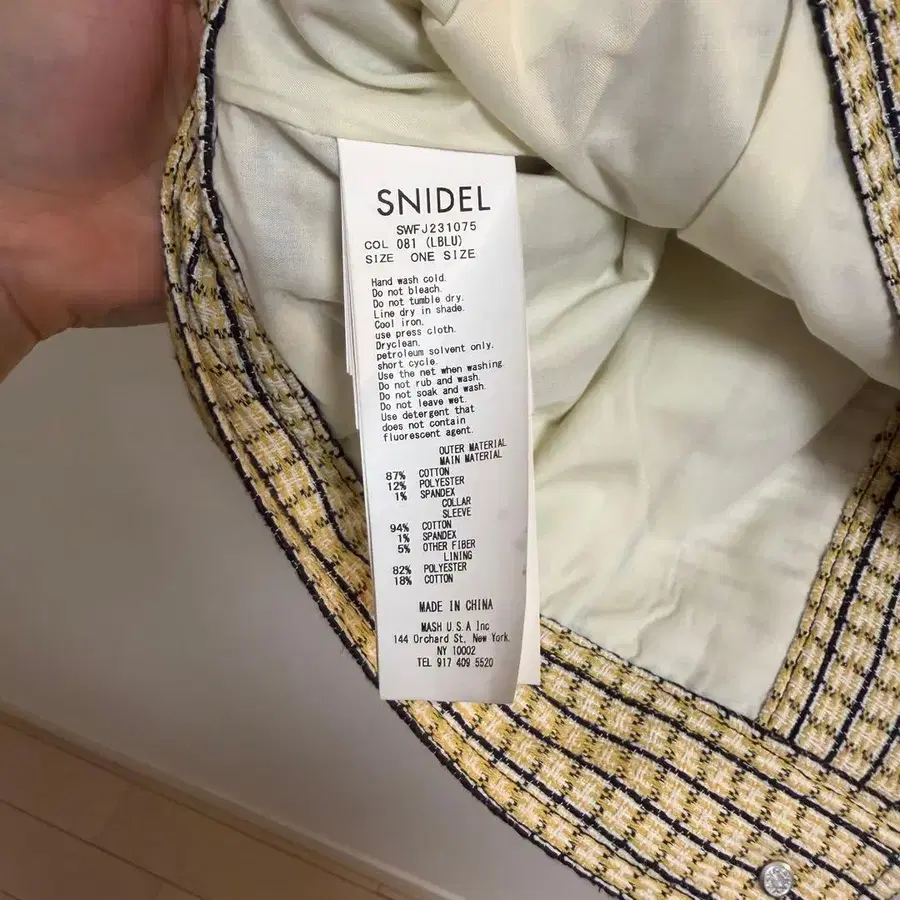 SNIDEL
SWFJ231075
COL 081 (LBLU)
SIZE ONE SIZE
Hand wash cold.
Do not bleach.
Do not tumble dry.
Line dry in shade.
Cool iron.
use press cloth.
Dryclean.
petroleum solvent only.
short cycle.
Use the net when washing.
Do not rub and wash.
Do not soak and wash.
Do not leave wet.
Use detergent that
does not contain
fluorescent agent.
OUTER MATERIAL
MAIN MATERIAL
87% COTTON
12% POLYESTER
1% SPANDEX
COLLAR
SLEEVE
94% COTTON
1% SPANDEX
5% OTHER FIBER
LINING
82% POLYESTER
18% COTTON
MADE IN CHINA
MASH U.S.A Inc
144 Orchard St, New York,
NY 10002
TEL 917 409 5520